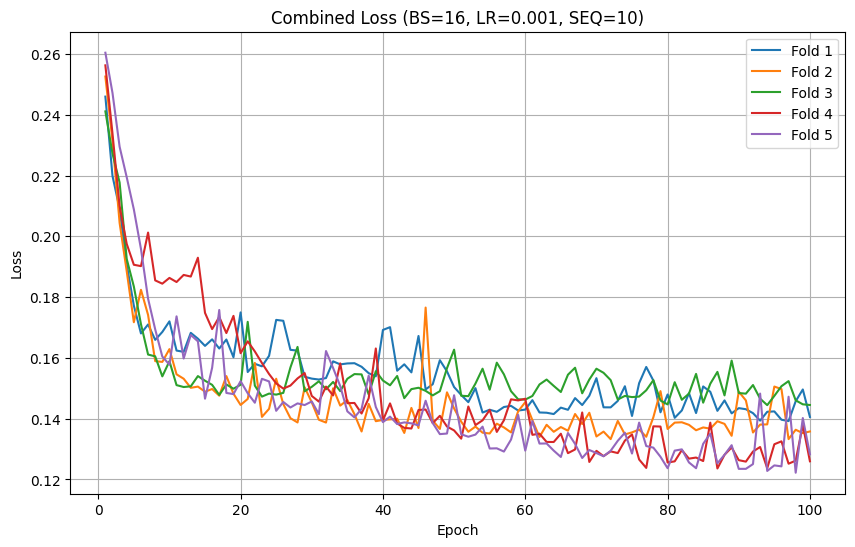 Combined Loss (BS=16, LR=0.001, SEQ=10)
Loss
0.26
0.24
0.22
0.20
0.18
0.16
0.14
0.12
Fold 1
Fold 2
Fold 3
Fold 4
Fold 5
0 20 40 60 80 100
Epoch